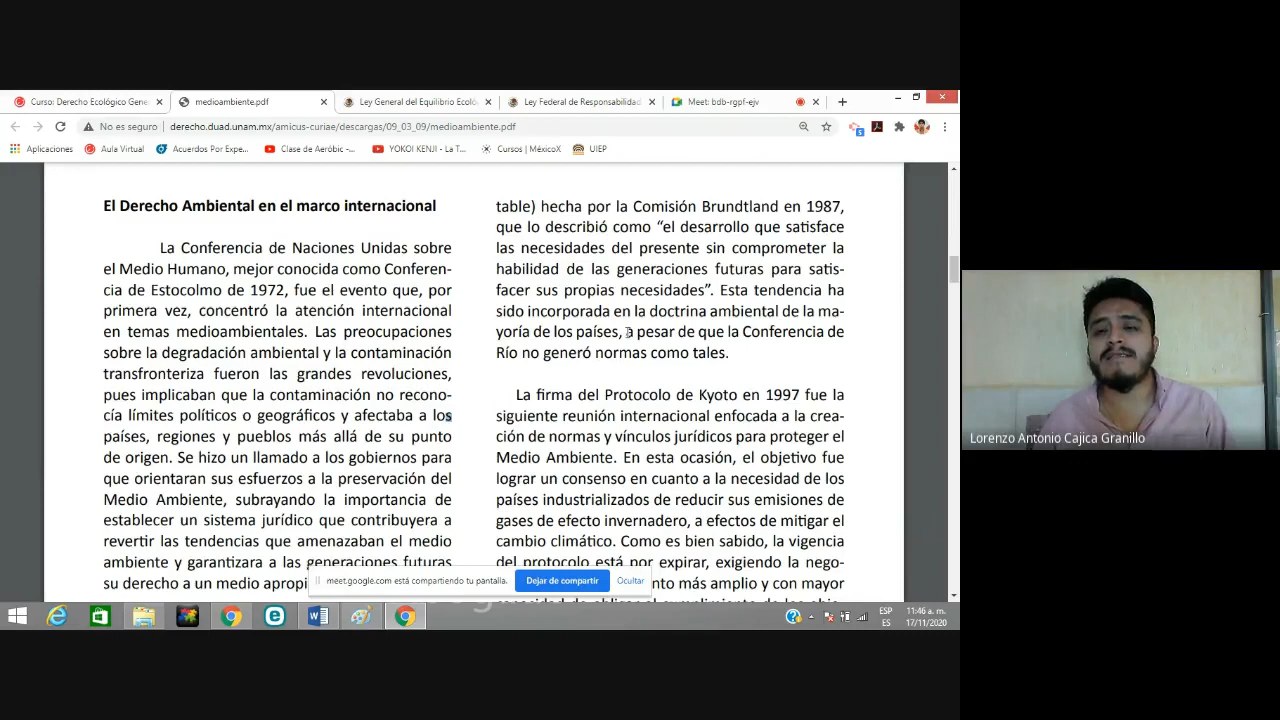 Curso: Derecho Ecológico Gene
medioambiente.pdf
Ley General del Equilibrio Ecoló
Ley Federal de Responsabilidad
Meet: bdb-rgpf-ejv
No es seguro
derecho.duad.unam.mx/amicus-curiae/descargas/09_03_09/medioambiente.pdf
5
Aplicaciones
Aula Virtual
Acuerdos Por Expe...
Clase de Aeróbic -...
YOKOI KENJI - La T...
Cursos | MéxicoX
UIEP
El Derecho Ambiental en el marco internacional
La Conferencia de Naciones Unidas sobre
el Medio Humano, mejor conocida como Conferen-
cia de Estocolmo de 1972, fue el evento que, por
primera vez, concentró la atención internacional
en temas medioambientales. Las preocupaciones
sobre la degradación ambiental y la contaminación
transfronteriza fueron las grandes revoluciones,
pues implicaban que la contaminación no recono-
cía límites políticos o geográficos y afectaba a los
países, regiones y pueblos más allá de su punto
de origen. Se hizo un llamado a los gobiernos para
que orientaran sus esfuerzos a la preservación del
Medio Ambiente, subrayando la importancia de
establecer un sistema jurídico que contribuyera a
revertir las tendencias que amenazaban el medio
ambiente y garantizara a las generaciones futuras
su derecho a un medio apropi
table) hecha por la Comisión Brundtland en 1987,
que lo describió como “el desarrollo que satisface
las necesidades del presente sin comprometer la
habilidad de las generaciones futuras para satis-
facer sus propias necesidades”. Esta tendencia ha
sido incorporada en la doctrina ambiental de la ma-
yoría de los países, a pesar de que la Conferencia de
Río no generó normas como tales.
La firma del Protocolo de Kyoto en 1997 fue la
siguiente reunión internacional enfocada a la crea-
ción de normas y vínculos jurídicos para proteger el
Medio Ambiente. En esta ocasión, el objetivo fue
lograr un consenso en cuanto a la necesidad de los
países industrializados de reducir sus emisiones de
gases de efecto invernadero, a efectos de mitigar el
cambio climático. Como es bien sabido, la vigencia
del protocolo está por expirar, exigiendo la nego-
nto más amplio y con mayor
meet.google.com está compartiendo tu pantalla.
Dejar de compartir
Ocultar
Lorenzo Antonio Cajica Granillo
ESP
ES
11:46 a. m.
17/11/2020